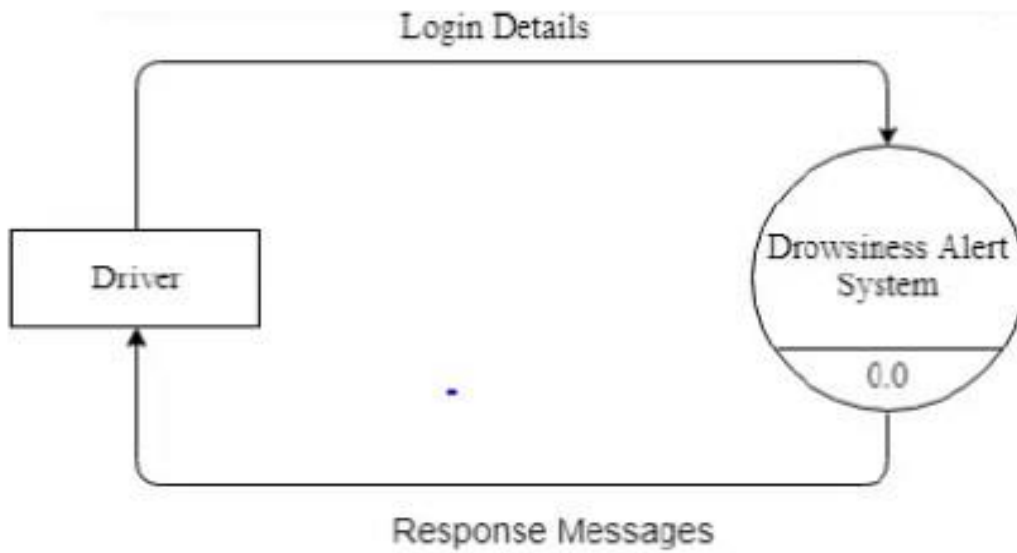 Login Details
Driver
Drowsiness Alert
System
0.0
Response Messages